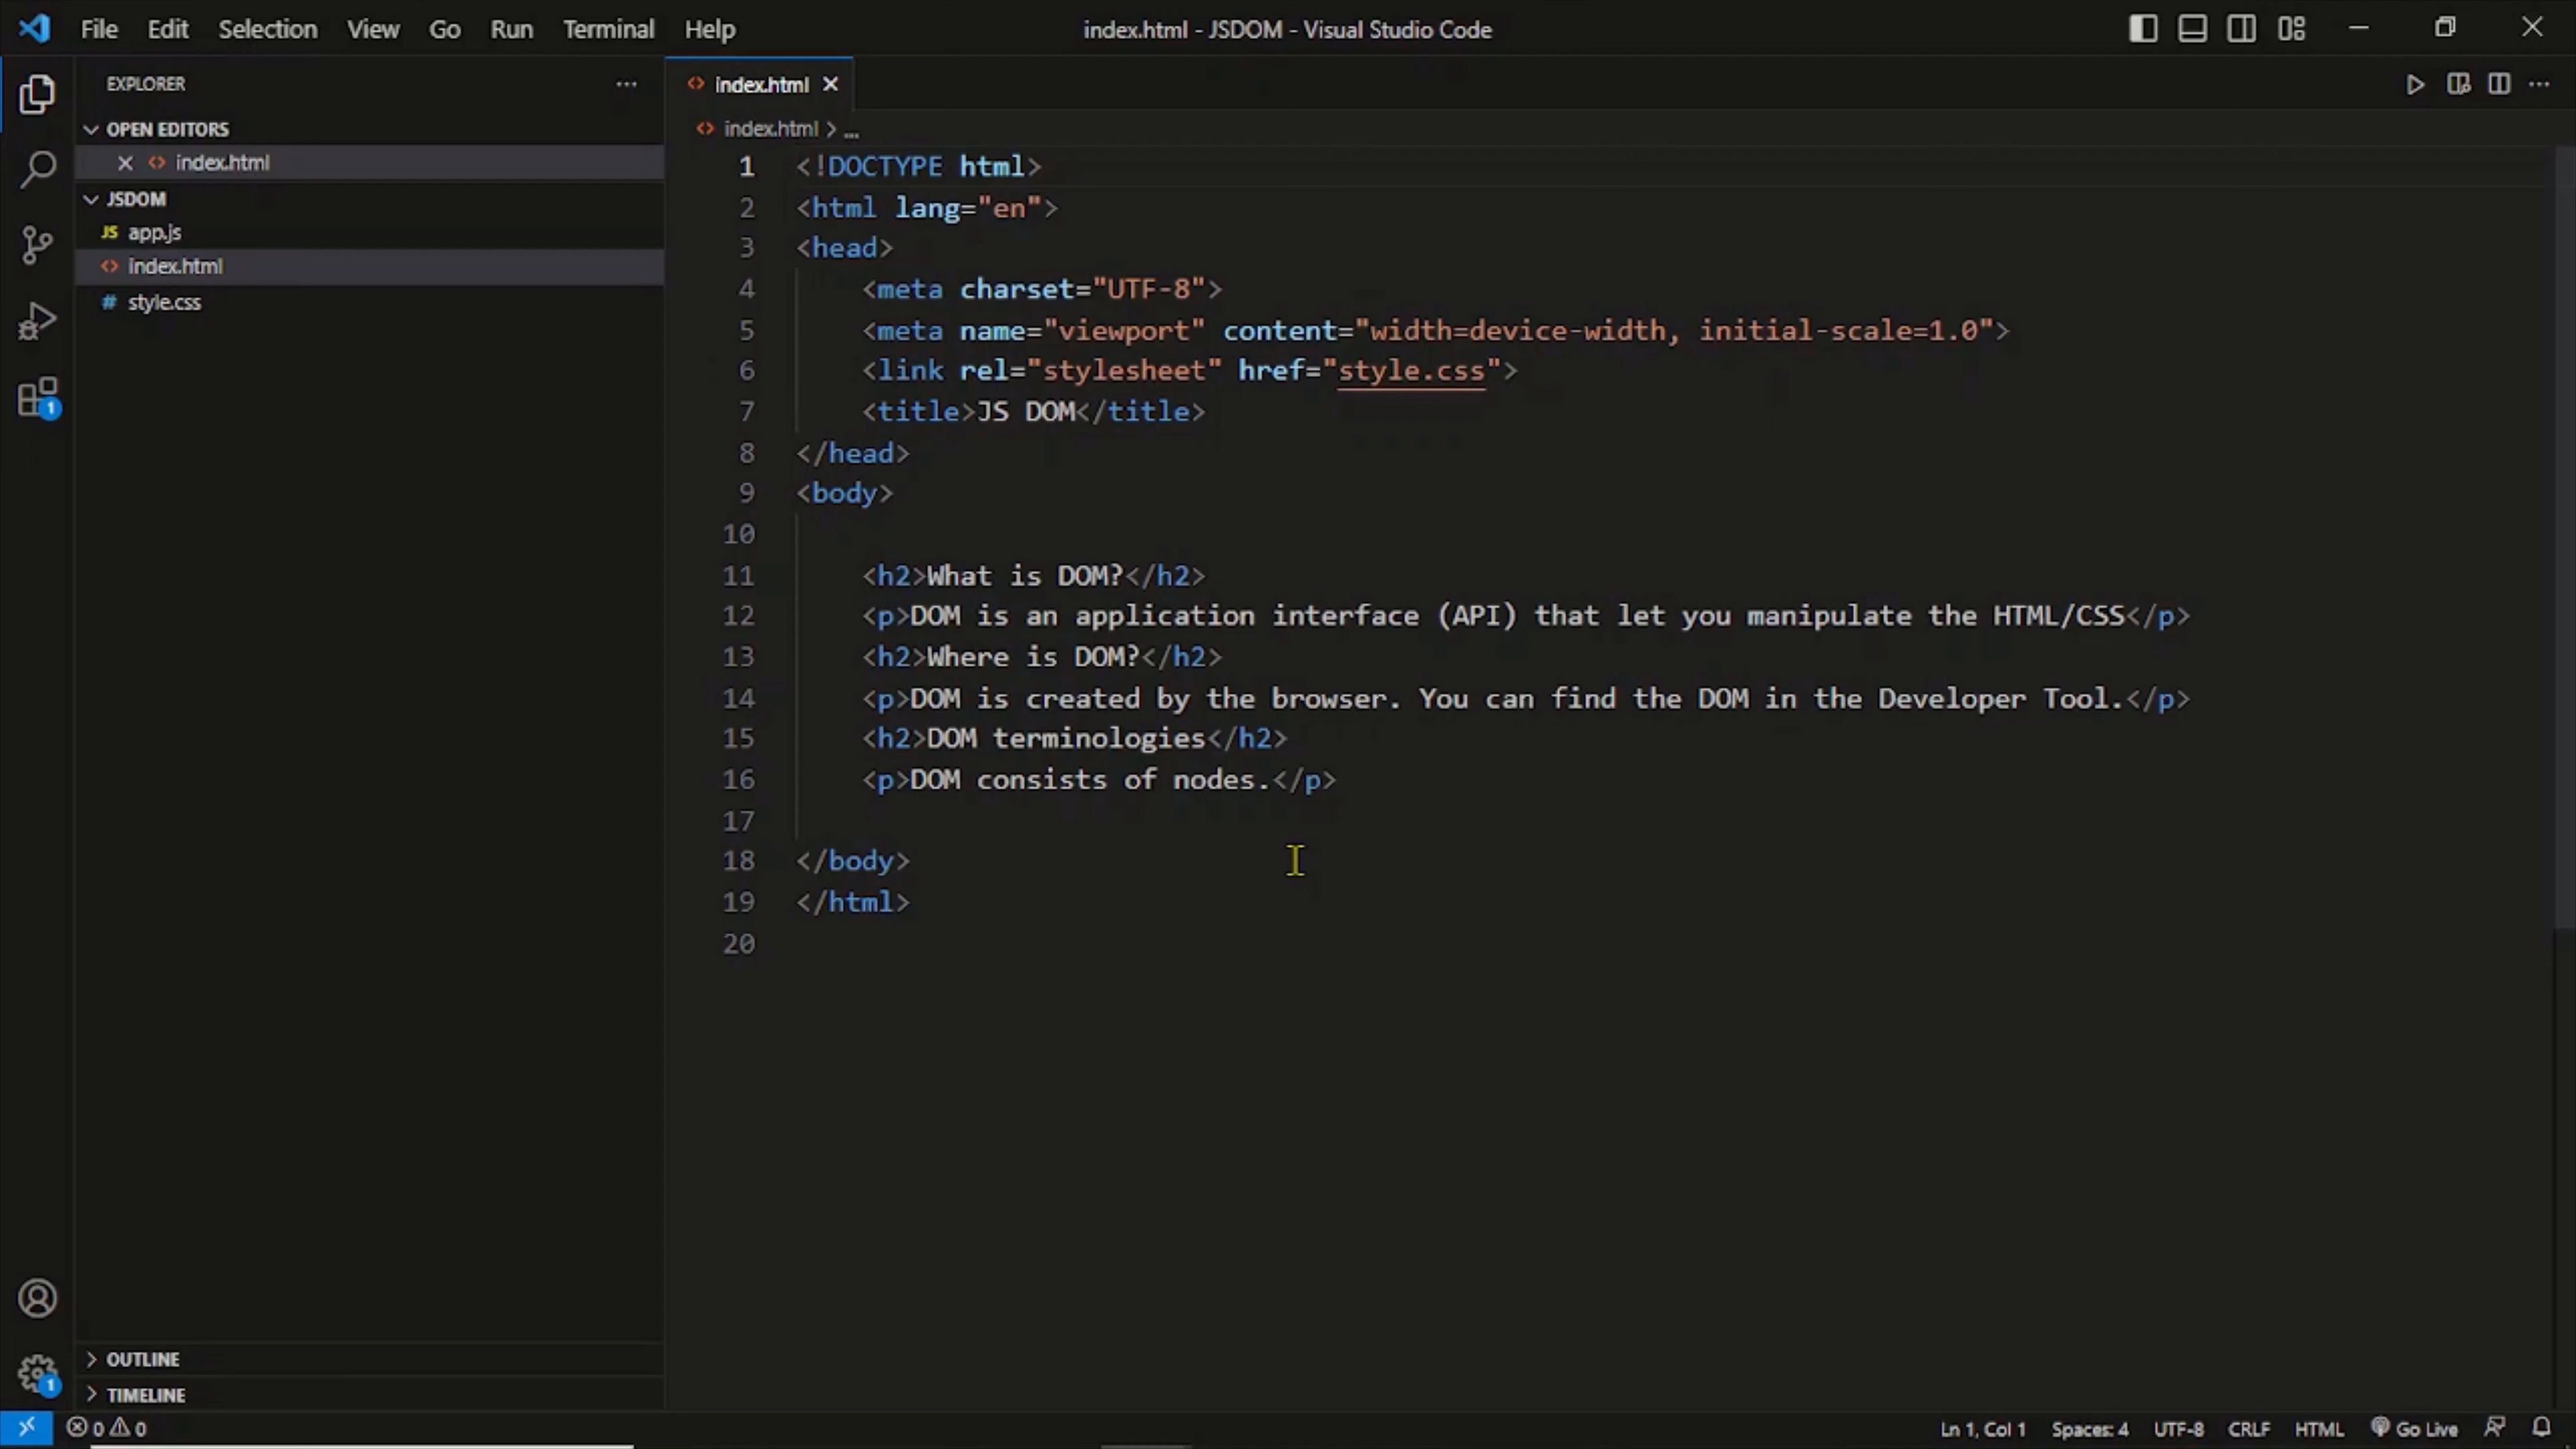 File Edit Selection View Go Run Terminal Help index.html - JSDOM - Visual Studio Code
EXPLORER
OPEN EDITORS
index.html
JSDOM
JS app.js
index.html
# style.css
OUTLINE
TIMELINE
1
1
index.html
index.html > ...
1 <!DOCTYPE html>
2 <html lang="en">
3 <head>
4 <meta charset="UTF-8">
5 <meta name="viewport" content="width=device-width, initial-scale=1.0">
6 <link rel="stylesheet" href="style.css">
7 <title>JS DOM</title>
8 </head>
9 <body>
10
11 <h2>What is DOM?</h2>
12 <p>DOM is an application interface (API) that let you manipulate the HTML/CSS</p>
13 <h2>Where is DOM?</h2>
14 <p>DOM is created by the browser. You can find the DOM in the Developer Tool.</p>
15 <h2>DOM terminologies</h2>
16 <p>DOM consists of nodes.</p>
17
18 </body>
19 </html>
20
0 0 Ln 1, Col 1 Spaces: 4 UTF-8 CRLF HTML Go Live